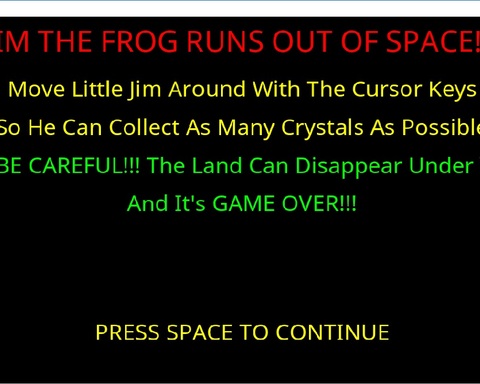 IM THE FROG RUNS OUT OF SPACE!
Move Little Jim Around With The Cursor Keys
So He Can Collect As Many Crystals As Possible
BE CAREFUL!!! The Land Can Disappear Under
And It's GAME OVER!!!
PRESS SPACE TO CONTINUE